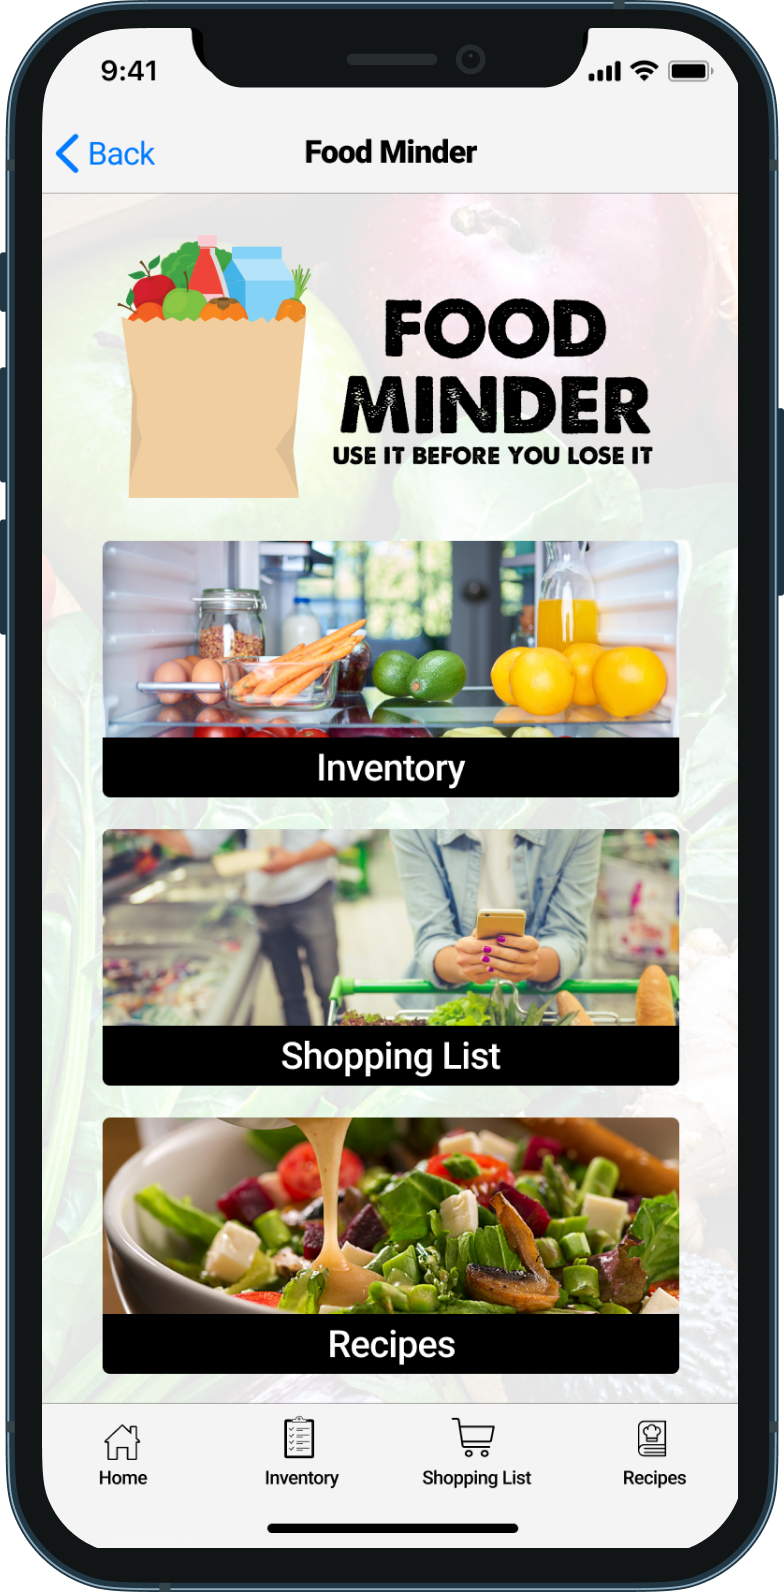 9:41
Back
Food Minder
FOOD
MINDER
USE IT BEFORE YOU LOSE IT
Inventory
Shopping List
Recipes
Home
Inventory
Shopping List
Recipes